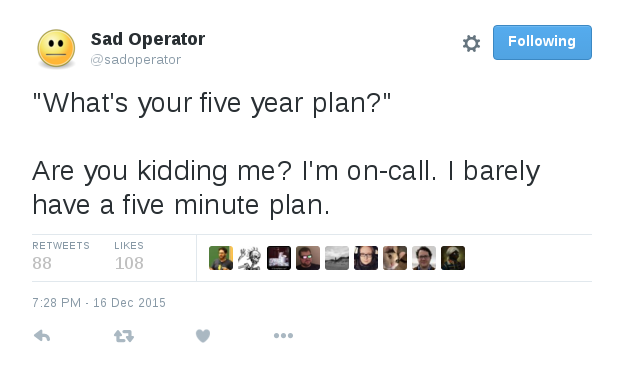 Sad Operator
@sadoperator
Following
"What's your five year plan?"
Are you kidding me? I'm on-call. I barely
have a five minute plan.
RETWEETS LIKES
88 108
7:28 PM - 16 Dec 2015